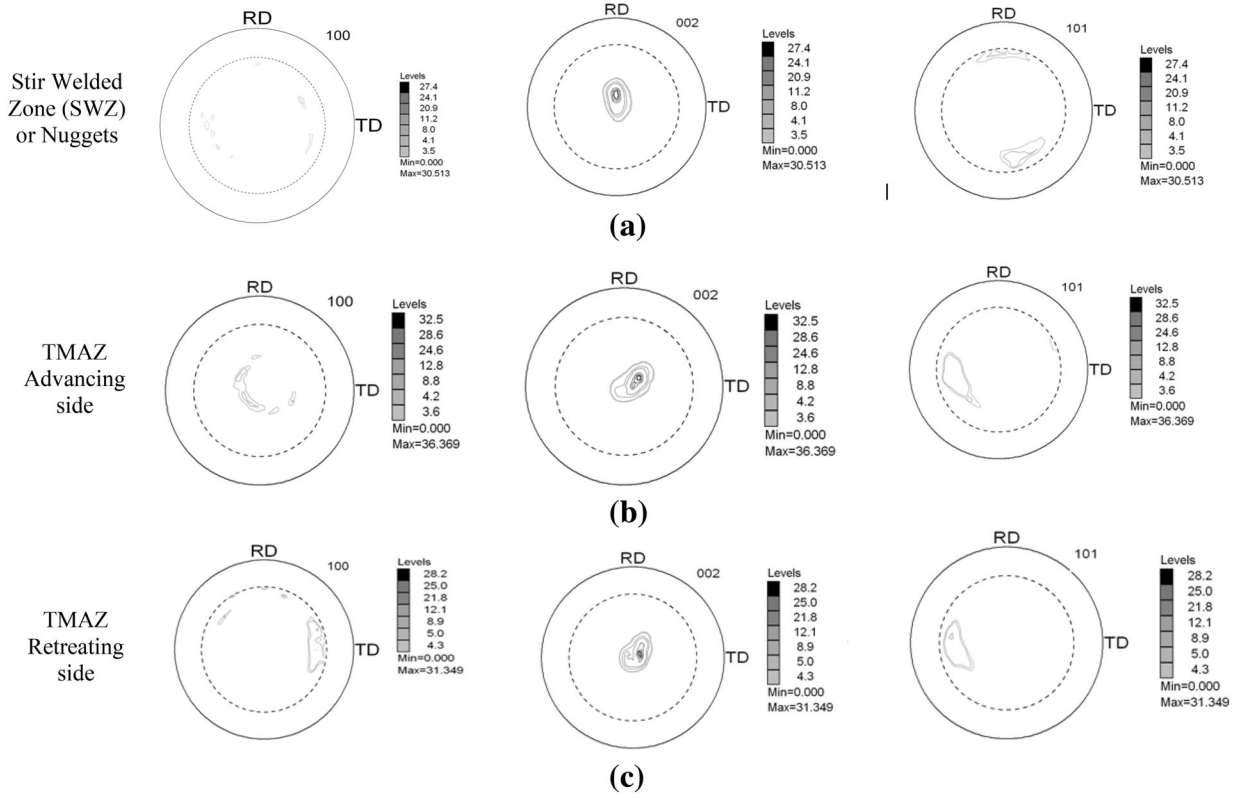 Stir Welded
Zone (SWZ)
or Nuggets
RD
100
TD
Levels
27.4
24.1
20.9
11.2
8.0
4.1
3.5
Min=0.000
Max=30.513
RD
002
TD
Levels
27.4
24.1
20.9
11.2
8.0
4.1
3.5
Min=0.000
Max=30.513
RD
101
TD
Levels
27.4
24.1
20.9
11.2
8.0
4.1
3.5
Min=0.000
Max=30.513
(a)
TMAZ
Advancing
side
RD
100
TD
Levels
32.5
28.6
24.6
12.8
8.8
4.2
3.6
Min=0.000
Max=36.369
RD
002
TD
Levels
32.5
28.6
24.6
12.8
8.8
4.2
3.6
Min=0.000
Max=36.369
RD
101
TD
Levels
32.5
28.6
24.6
12.8
8.8
4.2
3.6
Min=0.000
Max=36.369
(b)
TMAZ
Retreating
side
RD
100
TD
Levels
28.2
25.0
21.8
12.1
8.9
5.0
4.3
Min=0.000
Max=31.349
RD
002
TD
Levels
28.2
25.0
21.8
12.1
8.9
5.0
4.3
Min=0.000
Max=31.349
RD
101
TD
Levels
28.2
25.0
21.8
12.1
8.9
5.0
4.3
Min=0.000
Max=31.349
(c)